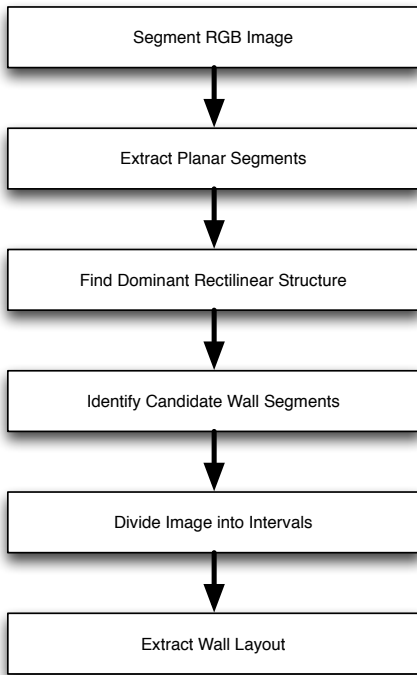 Segment RGB Image
Extract Planar Segments
Find Dominant Rectilinear Structure
Identify Candidate Wall Segments
Divide Image into Intervals
Extract Wall Layout